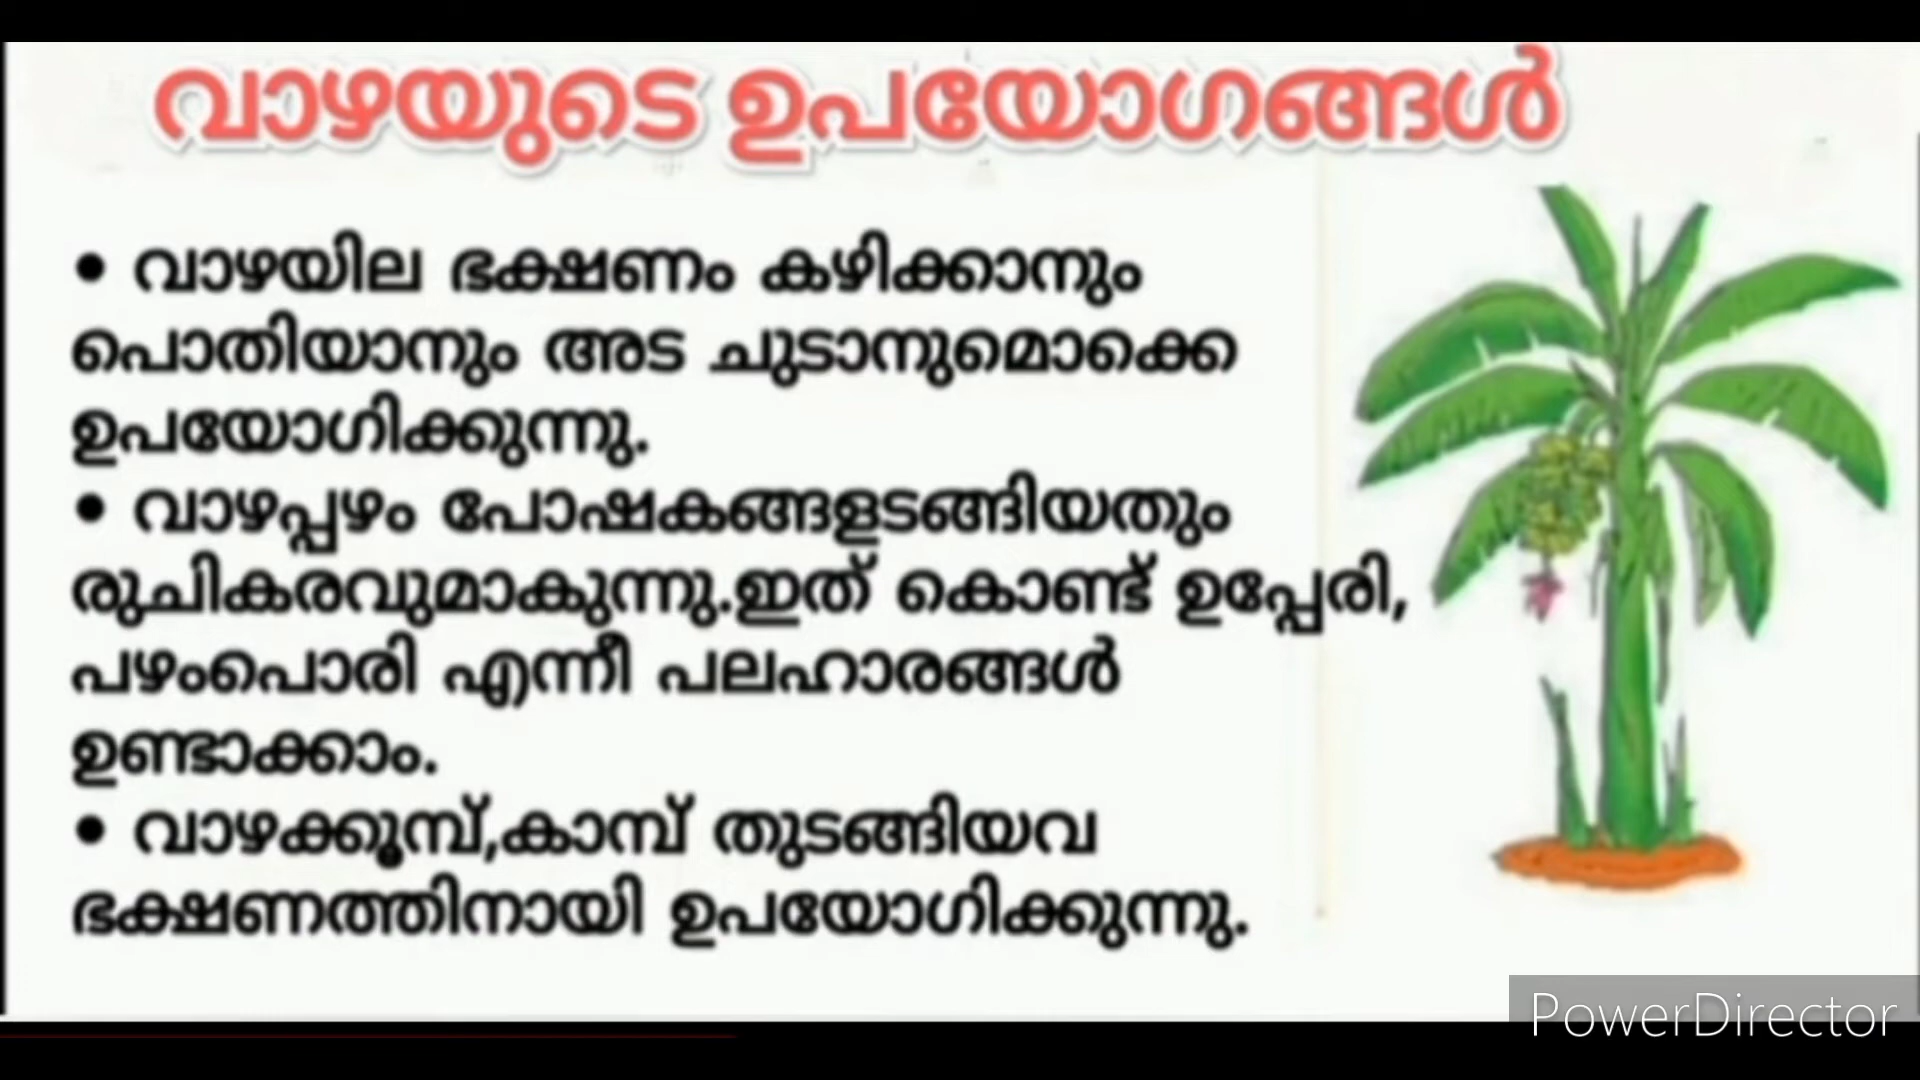 വാഴയുടെ ഉപയോഗങ്ങൾ
• വാഴയില ഭക്ഷണം കഴിക്കാനും
പൊതിയാനും അട ചുടാനുമൊക്കെ
ഉപയോഗിക്കുന്നു.
• വാഴപ്പഴം പോഷകങ്ങളടങ്ങിയതും
രുചികരവുമാകുന്നു.ഇത് കൊണ്ട് ഉപ്പേരി,
പഴംപൊരി എന്നീ പലഹാരങ്ങൾ
ഉണ്ടാക്കാം.
• വാഴക്കൂമ്പ്,കാമ്പ് തുടങ്ങിയവ
ഭക്ഷണത്തിനായി ഉപയോഗിക്കുന്നു.
PowerDirector